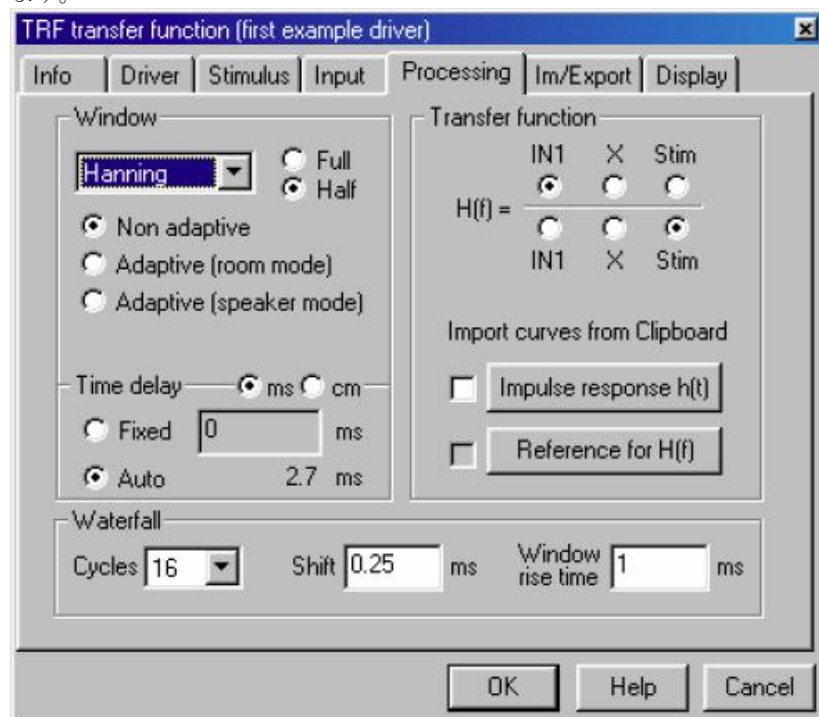 TRF transfer function (first example driver)
Info Driver Stimulus Input Processing Im/Export Display
Window
Hanning
Full
Half
Non adaptive
Adaptive (room mode)
Adaptive (speaker mode)
Time delay ms cm
Fixed 0 ms
Auto 2.7 ms
Transfer function
IN1 X Stim
H(f) =
IN1 X Stim
Import curves from Clipboard
Impulse response h(t)
Reference for H(f)
Waterfall
Cycles 16 Shift 0.25 ms Window rise time 1 ms
OK Help Cancel